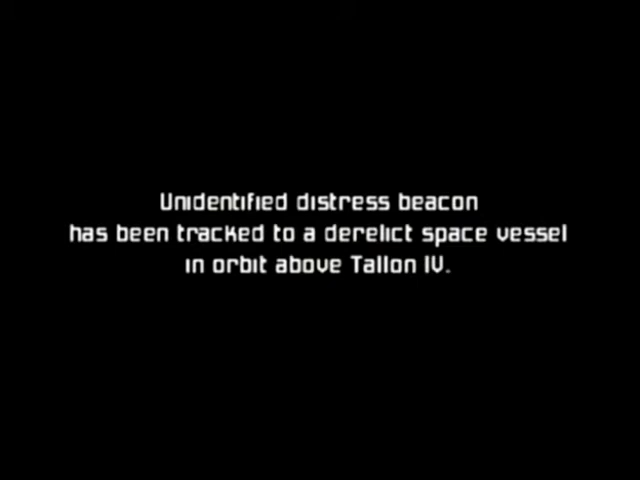 Unidentified distress beacon
has been tracked to a derelict space vessel
in orbit above Tallon IV.